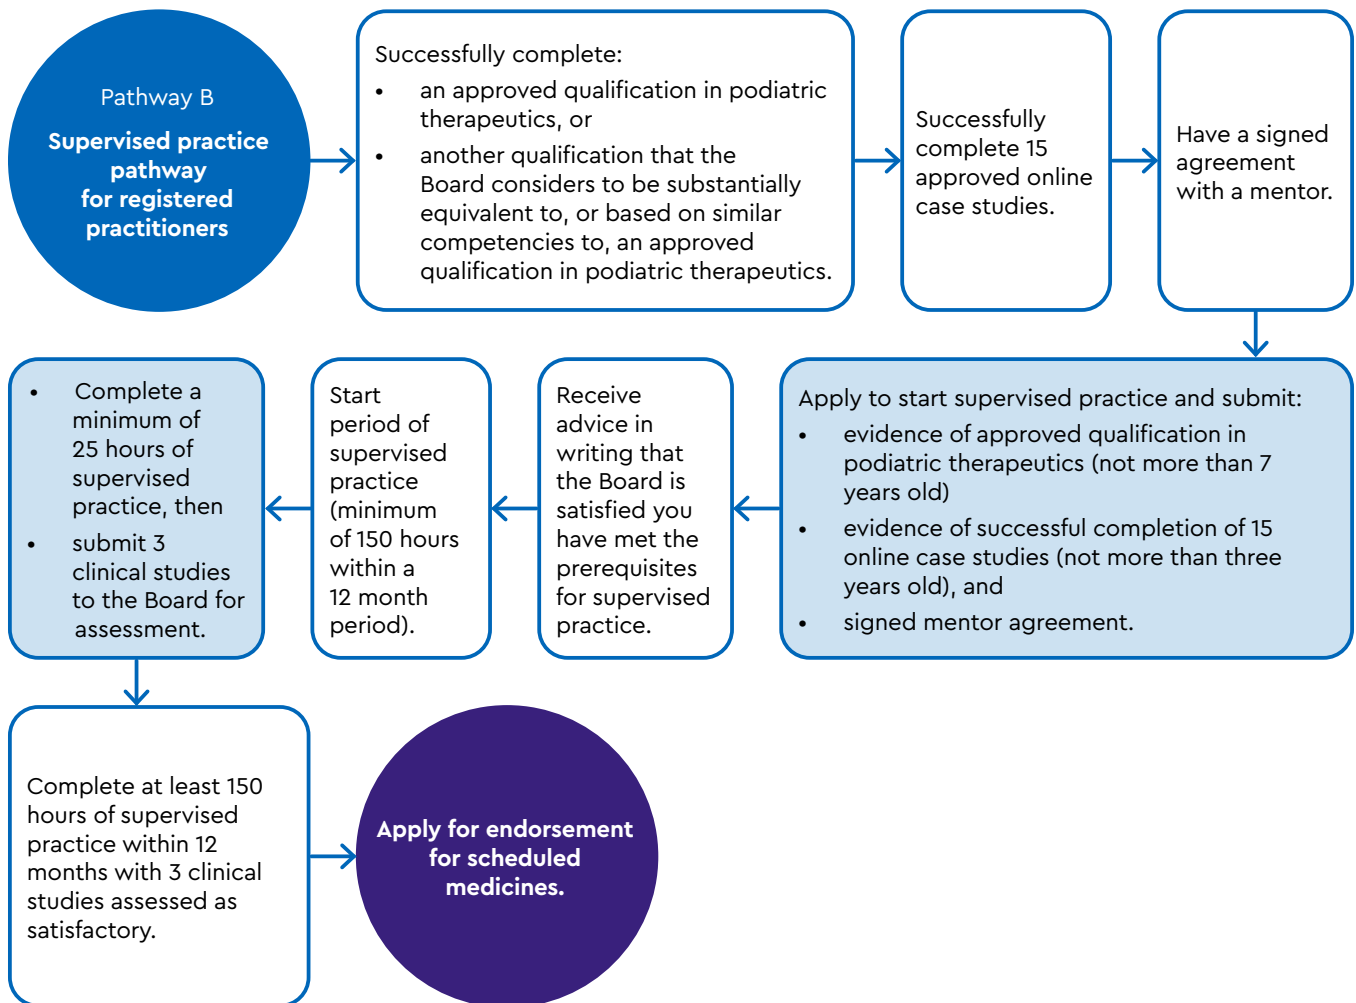 Pathway B
Supervised practice
pathway
for registered
practitioners
Successfully complete:
• an approved qualification in podiatric
therapeutics, or
• another qualification that the
Board considers to be substantially
equivalent to, or based on similar
competencies to, an approved
qualification in podiatric therapeutics.
Successfully
complete 15
approved online
case studies.
Have a signed
agreement
with a mentor.
Apply to start supervised practice and submit:
• evidence of approved qualification in
podiatric therapeutics (not more than 7
years old)
• evidence of successful completion of 15
online case studies (not more than three
years old), and
• signed mentor agreement.
Receive
advice in
writing that
the Board is
satisfied you
have met the
prerequisites
for supervised
practice.
Start
period of
supervised
practice
(minimum
of 150 hours
within a
12 month
period).
• Complete a
minimum of
25 hours of
supervised
practice, then
• submit 3
clinical studies
to the Board for
assessment.
Complete at least 150
hours of supervised
practice within 12
months with 3 clinical
studies assessed as
satisfactory.
Apply for endorsement
for scheduled
medicines.